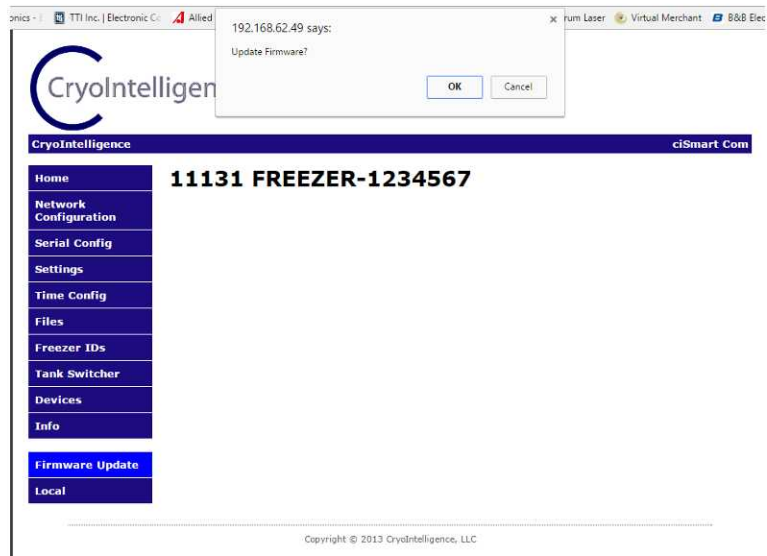 TTI Inc. | Electronic
Allied
192.168.62.49 says:
Update Firmware?
OK
Cancel
rum Laser
Virtual Merchant
B&B Elec
CryoIntelligen
CryoIntelligence
ciSmart Com
Home
11131 FREEZER-1234567
Network
Configuration
Serial Config
Settings
Time Config
Files
Freezer IDs
Tank Switcher
Devices
Info
Firmware Update
Local
Copyright © 2013 CryoIntelligence, LLC